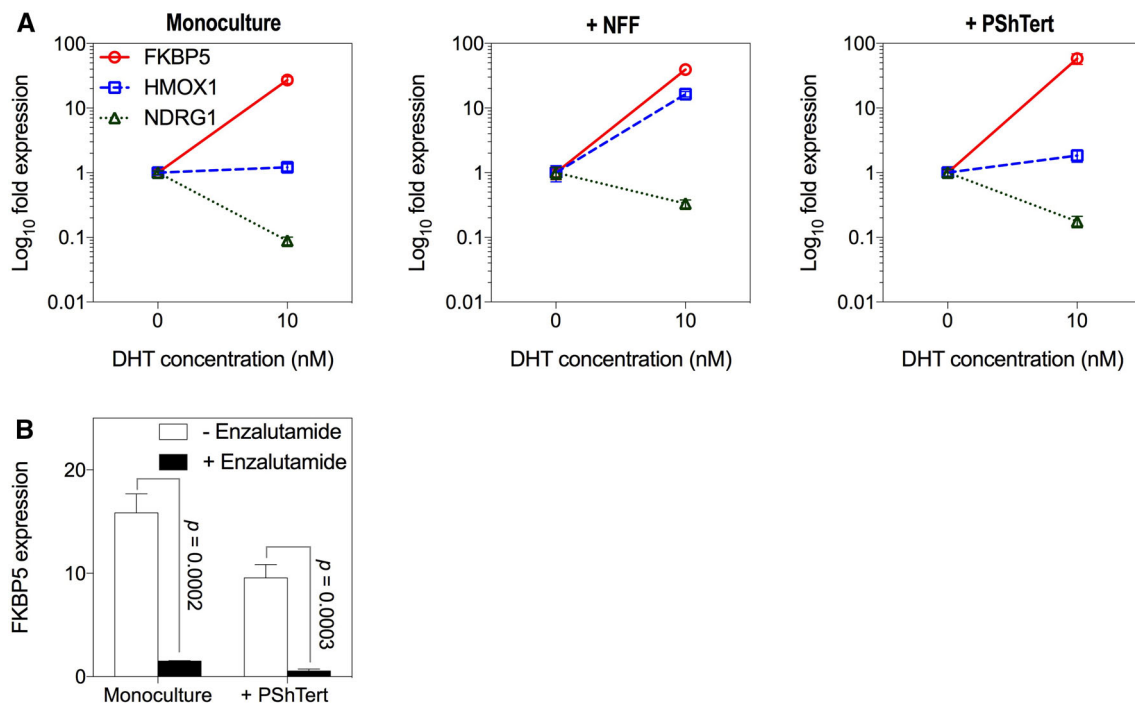 A
Monoculture
100
10
1
0.1
0.01
Log10 fold expression
FKBP5
HMOX1
NDRG1
0
10
DHT concentration (nM)
+ NFF
100
10
1
0.1
0.01
Log10 fold expression
0
10
DHT concentration (nM)
+ PShTert
100
10
1
0.1
0.01
Log10 fold expression
0
10
DHT concentration (nM)
B
- Enzalutamide
+ Enzalutamide
20
10
0
FKBP5 expression
p = 0.0002
p = 0.0003
Monoculture
+ PShTert